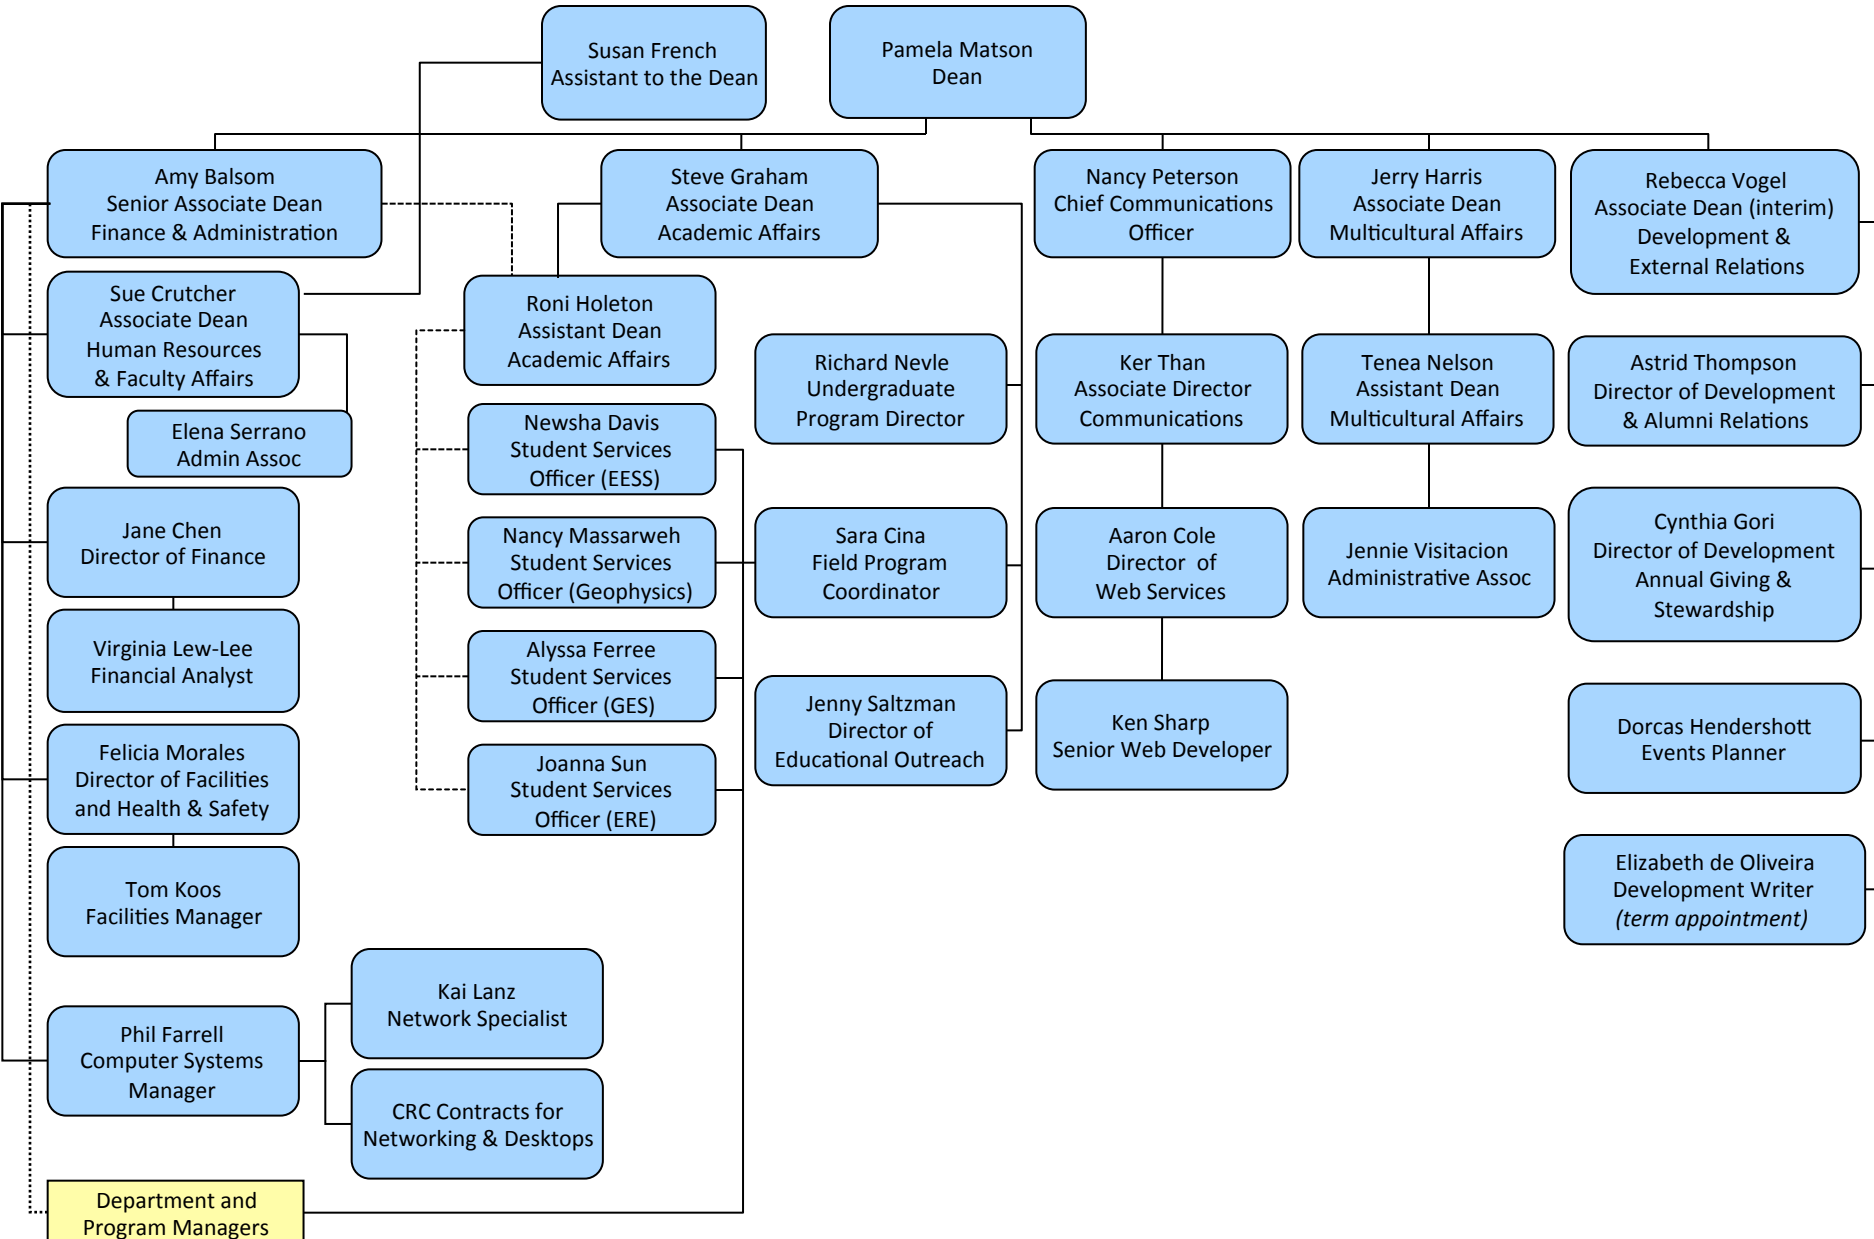 Susan French
Assistant to the Dean
Pamela Matson
Dean
Amy Balsom
Senior Associate Dean
Finance & Administration
Steve Graham
Associate Dean
Academic Affairs
Nancy Peterson
Chief Communications
Officer
Jerry Harris
Associate Dean
Multicultural Affairs
Rebecca Vogel
Associate Dean (interim)
Development &
External Relations
Sue Crutcher
Associate Dean
Human Resources
& Faculty Affairs
Elena Serrano
Admin Assoc
Jane Chen
Director of Finance
Virginia Lew-Lee
Financial Analyst
Felicia Morales
Director of Facilities
and Health & Safety
Tom Koos
Facilities Manager
Phil Farrell
Computer Systems
Manager
Kai Lanz
Network Specialist
CRC Contracts for
Networking & Desktops
Department and
Program Managers
Roni Holeton
Assistant Dean
Academic Affairs
Newsha Davis
Student Services
Officer (EESS)
Nancy Massarweh
Student Services
Officer (Geophysics)
Alyssa Ferree
Student Services
Officer (GES)
Joanna Sun
Student Services
Officer (ERE)
Richard Nevle
Undergraduate
Program Director
Sara Cina
Field Program
Coordinator
Jenny Saltzman
Director of
Educational Outreach
Ker Than
Associate Director
Communications
Aaron Cole
Director of
Web Services
Ken Sharp
Senior Web Developer
Tenea Nelson
Assistant Dean
Multicultural Affairs
Jennie Visitacion
Administrative Assoc
Astrid Thompson
Director of Development
& Alumni Relations
Cynthia Gori
Director of Development
Annual Giving &
Stewardship
Dorcas Hendershott
Events Planner
Elizabeth de Oliveira
Development Writer
(term appointment)